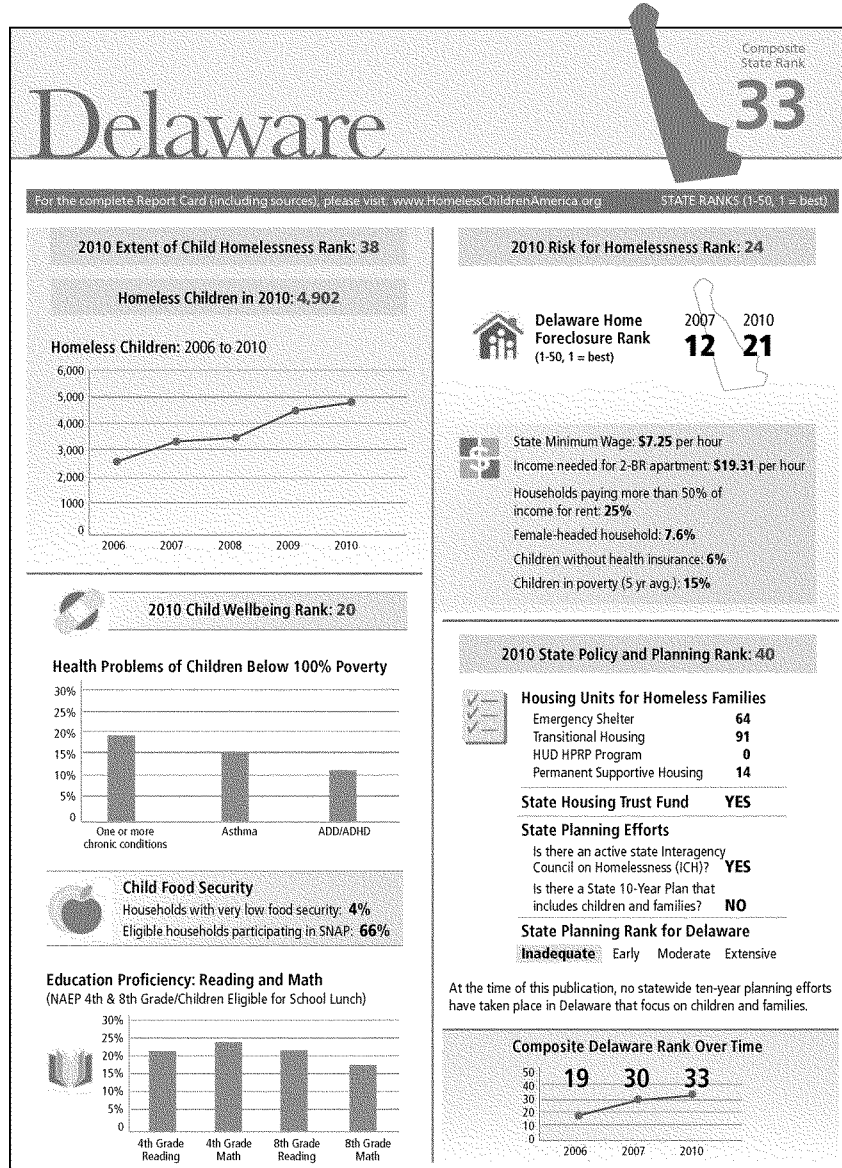 Composite
State Rank
33
Delaware
For the complete Report Card (including sources), please visit: www.HomelessChildrenAmerica.org STATE RANKS (1-50, 1 = best)
2010 Extent of Child Homelessness Rank: 38
Homeless Children in 2010: 4,902
Homeless Children: 2006 to 2010
6,000
5,000
4,000
3,000
2,000
1000
0
2006 2007 2008 2009 2010
2010 Child Wellbeing Rank: 20
Health Problems of Children Below 100% Poverty
30%
25%
20%
15%
10%
5%
0
One or more
chronic conditions
Asthma
ADD/ADHD
Child Food Security
Households with very low food security: 4%
Eligible households participating in SNAP: 66%
Education Proficiency: Reading and Math
(NAEP 4th & 8th Grade/Children Eligible for School Lunch)
30%
25%
20%
15%
10%
5%
0
4th Grade
Reading
4th Grade
Math
8th Grade
Reading
8th Grade
Math
2010 Risk for Homelessness Rank: 24
Delaware Home
Foreclosure Rank
(1-50, 1 = best)
2007
12
2010
21
$
State Minimum Wage: $7.25 per hour
Income needed for 2-BR apartment: $19.31 per hour
Households paying more than 50% of
income for rent: 25%
Female-headed household: 7.6%
Children without health insurance: 6%
Children in poverty (5 yr avg.): 15%
2010 State Policy and Planning Rank: 40
Housing Units for Homeless Families
Emergency Shelter 64
Transitional Housing 91
HUD HPRP Program 0
Permanent Supportive Housing 14
State Housing Trust Fund YES
State Planning Efforts
Is there an active state Interagency
Council on Homelessness (ICH)? YES
Is there a State 10-Year Plan that
includes children and families? NO
State Planning Rank for Delaware
Inadequate Early Moderate Extensive
At the time of this publication, no statewide ten-year planning efforts
have taken place in Delaware that focus on children and families.
Composite Delaware Rank Over Time
50
40
30
20
10
0
19 30 33
2006 2007 2010